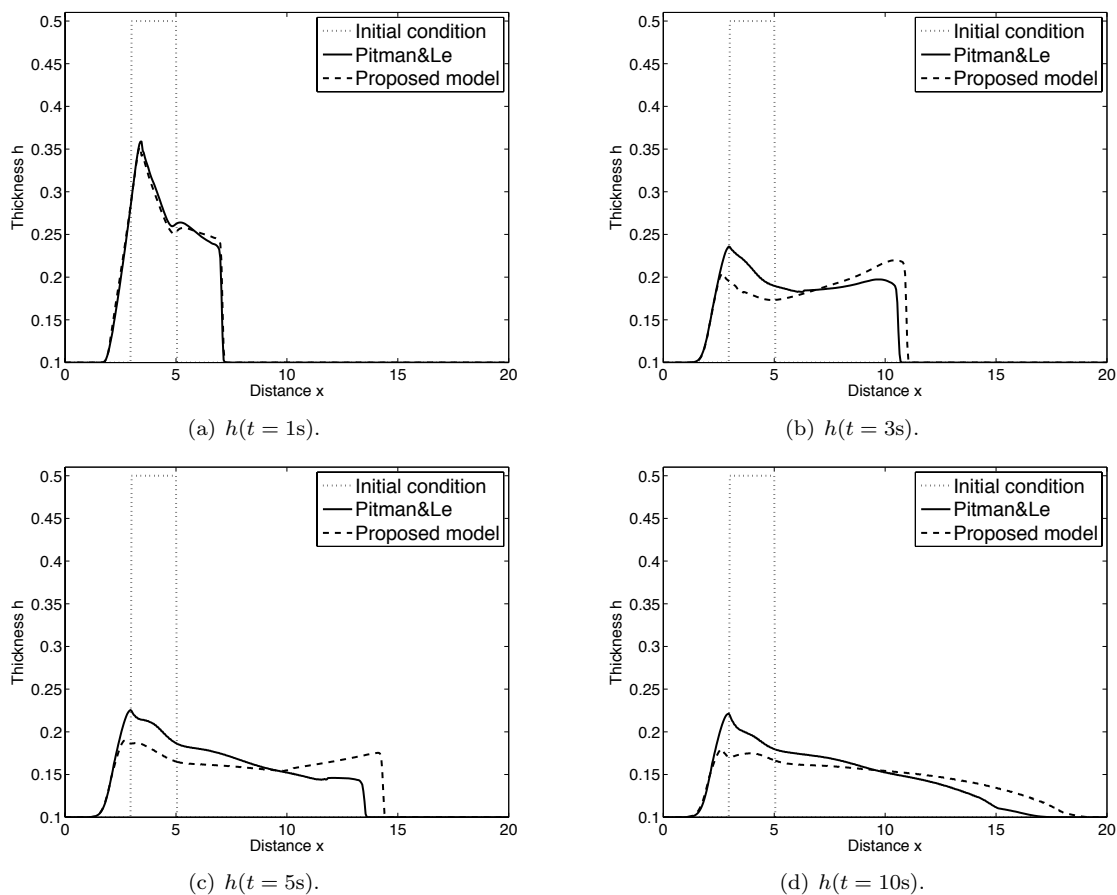 0.5
0.45
0.4
0.35
0.3
0.25
0.2
0.15
0.1
Thickness h
0 5 10 15 20
Distance x
Initial condition
Pitman&Le
Proposed model
(a) h(t = 1s).
0.5
0.45
0.4
0.35
0.3
0.25
0.2
0.15
0.1
Thickness h
0 5 10 15 20
Distance x
Initial condition
Pitman&Le
Proposed model
(b) h(t = 3s).
0.5
0.45
0.4
0.35
0.3
0.25
0.2
0.15
0.1
Thickness h
0 5 10 15 20
Distance x
Initial condition
Pitman&Le
Proposed model
(c) h(t = 5s).
0.5
0.45
0.4
0.35
0.3
0.25
0.2
0.15
0.1
Thickness h
0 5 10 15 20
Distance x
Initial condition
Pitman&Le
Proposed model
(d) h(t = 10s).